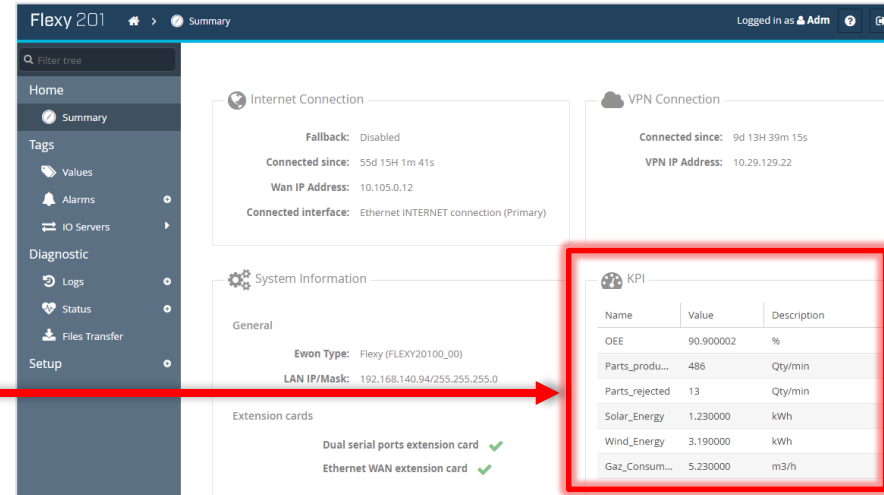 Flexy 201 > Summary Logged in as Adm
Filter tree
Home
Summary
Tags
Values
Alarms
IO Servers
Diagnostic
Logs
Status
Files Transfer
Setup
Internet Connection
Fallback: Disabled
Connected since: 55d 15H 1m 41s
Wan IP Address: 10.105.0.12
Connected interface: Ethernet INTERNET connection (Primary)
VPN Connection
Connected since: 9d 13H 39m 15s
VPN IP Address: 10.29.129.22
System Information
General
Ewon Type: Flexy (FLEXY20100_00)
LAN IP/Mask: 192.168.140.94/255.255.255.0
Extension cards
Dual serial ports extension card
Ethernet WAN extension card
KPI
Name Value Description
OEE 90.900002 %
Parts_produ... 486 Qty/min
Parts_rejected 13 Qty/min
Solar_Energy 1.230000 kWh
Wind_Energy 3.190000 kWh
Gaz_Consum... 5.230000 m3/h